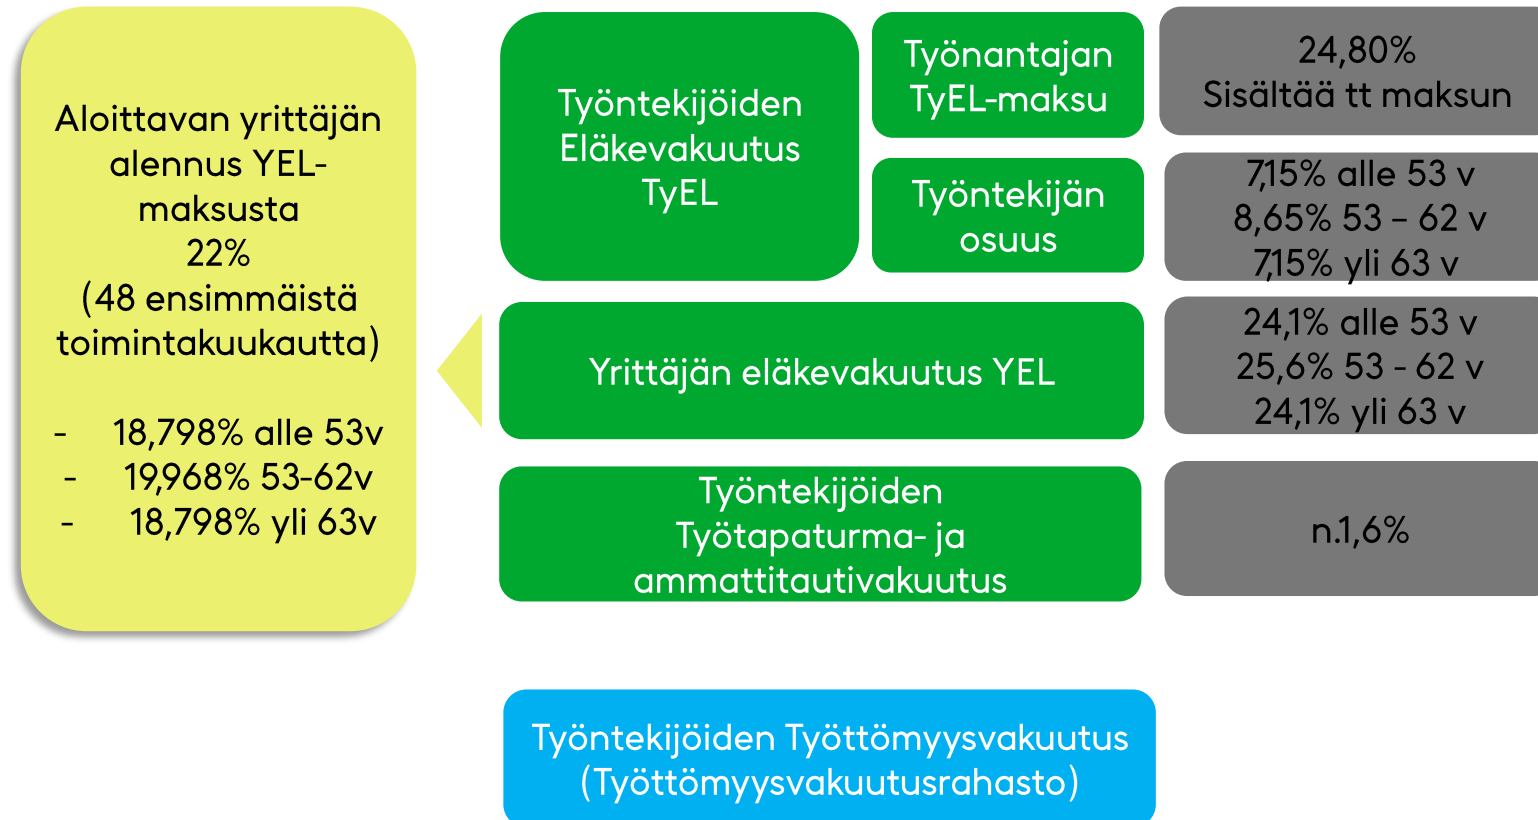 Aloittavan yrittäjän
alennus YEL-
maksusta
22%
(48 ensimmäistä
toimintakuukautta)
- 18,798% alle 53v
- 19,968% 53-62v
- 18,798% yli 63v
Työntekijöiden
Eläkevakuutus
TyEL
Työnantajan
TyEL-maksu
24,80%
Sisältää tt maksun
Työntekijän
osuus
7,15% alle 53 v
8,65% 53 – 62 v
7,15% yli 63 v
Yrittäjän eläkevakuutus YEL
24,1% alle 53 v
25,6% 53 - 62 v
24,1% yli 63 v
Työntekijöiden
Työtapaturma- ja
ammattitautivakuutus
n.1,6%
Työntekijöiden Työttömyysvakuutus
(Työttömyysvakuutusrahasto)